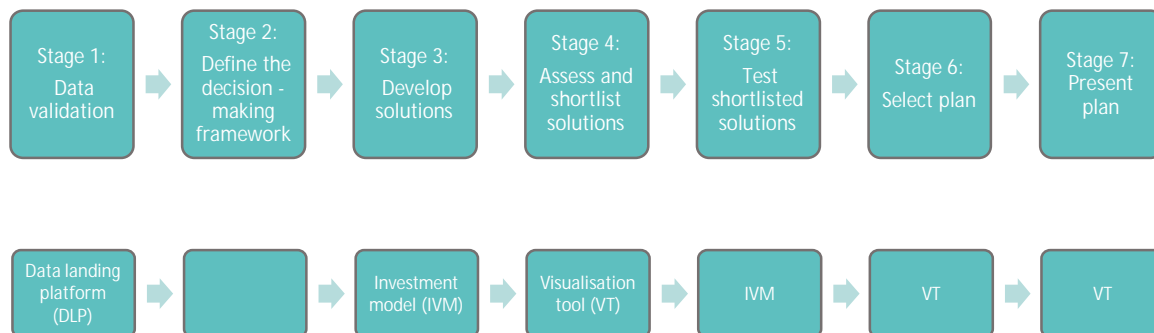 Stage 1:
Data
validation
Stage 2:
Define the
decision -
making
framework
Stage 3:
Develop
solutions
Stage 4:
Assess and
shortlist
solutions
Stage 5:
Test
shortlisted
solutions
Stage 6:
Select plan
Stage 7:
Present
plan
Data landing
platform
(DLP)
Investment
model (IVM)
Visualisation
tool (VT)
IVM
VT
VT